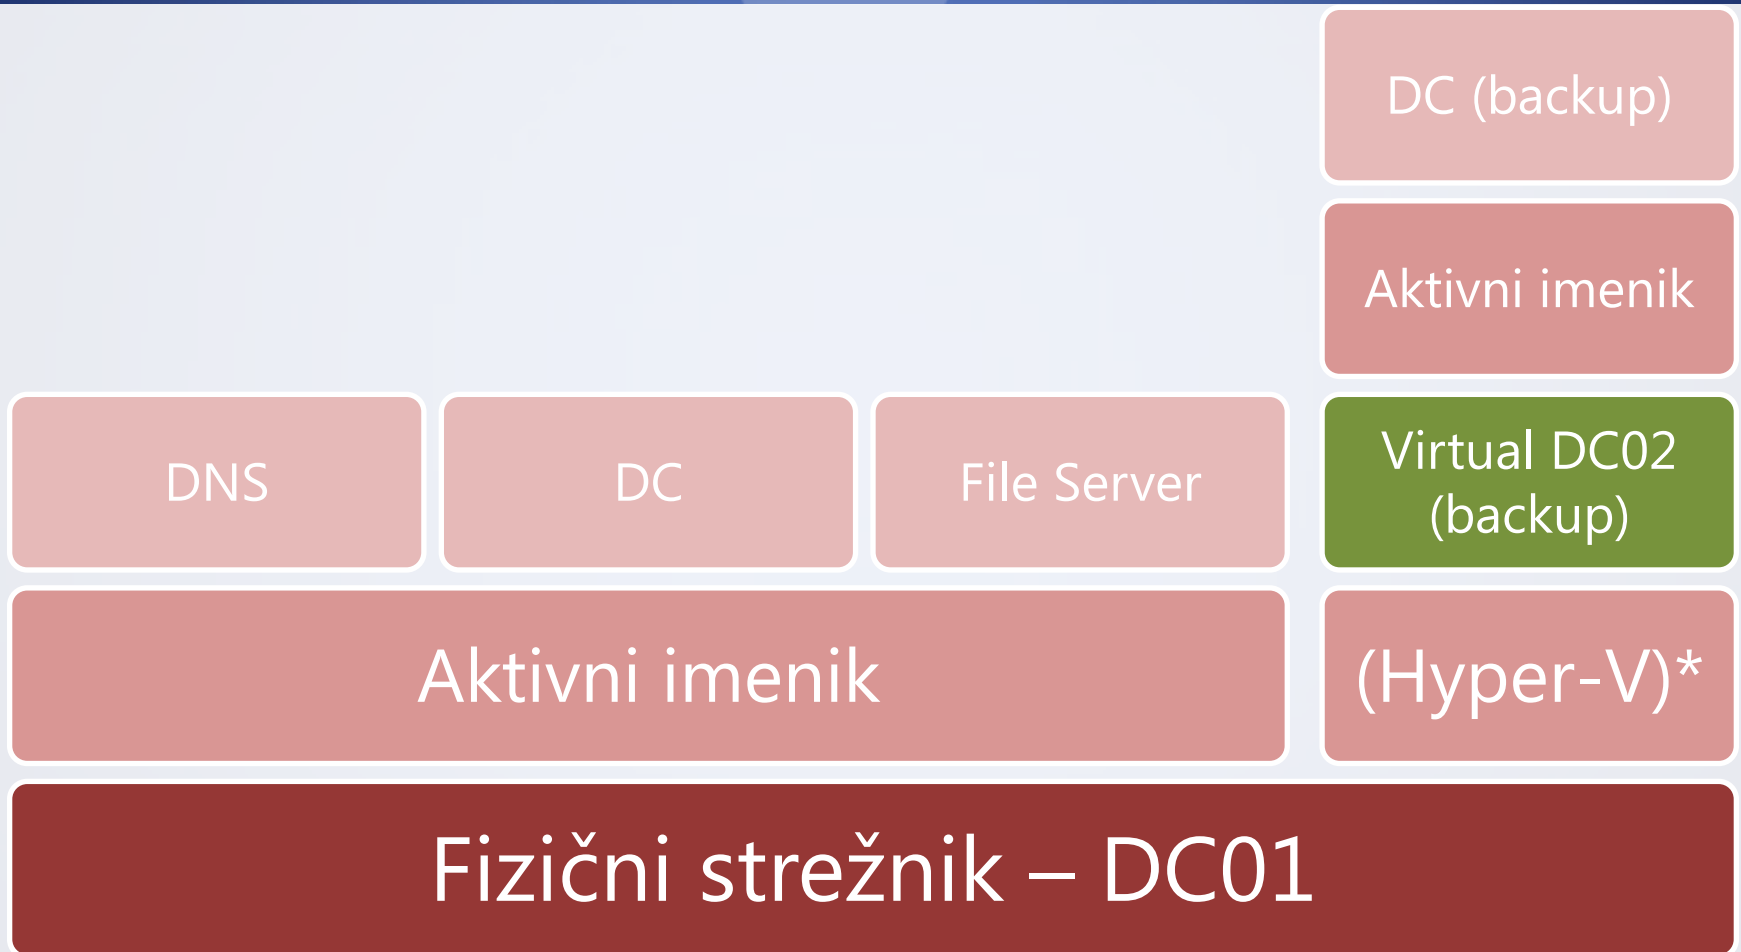 DC (backup)
Aktivni imenik
DNS
DC
File Server
Virtual DC02
(backup)
Aktivni imenik
(Hyper-V)*
Fizični strežnik – DC01